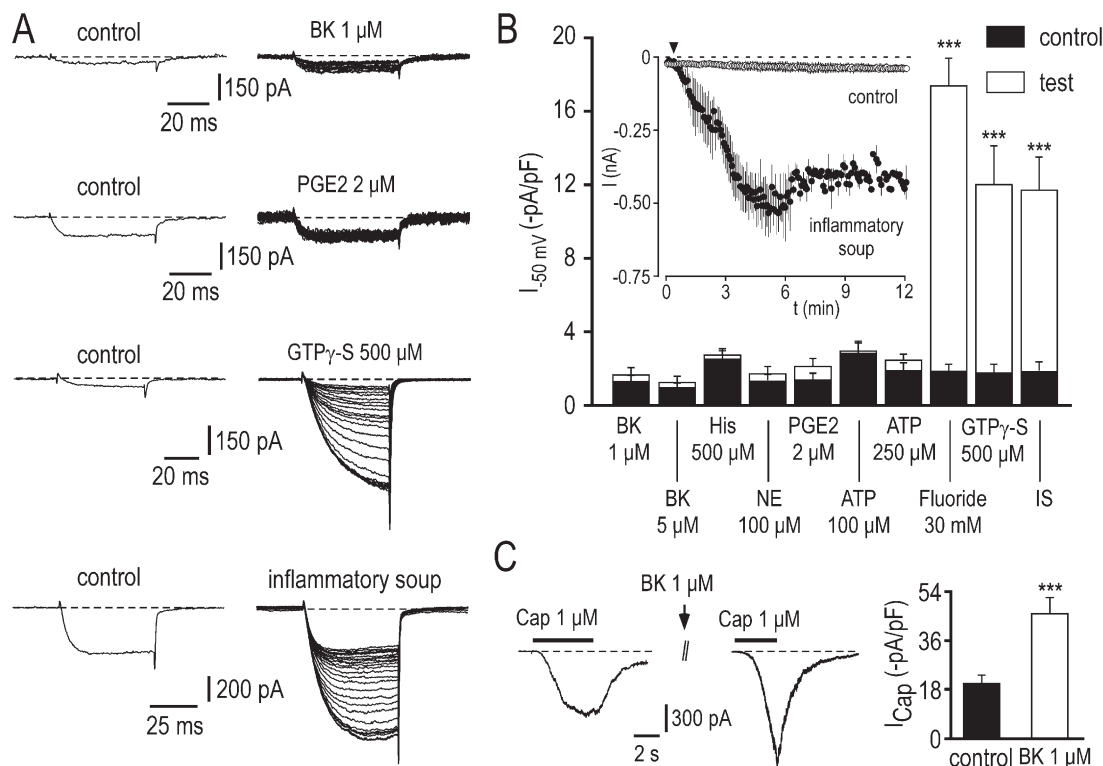 A
control
BK 1 μM
150 pA
20 ms
control
PGE2 2 μM
150 pA
20 ms
control
GTPγ-S 500 μM
150 pA
20 ms
control
inflammatory soup
200 pA
25 ms
B
control
test
I-50 mV (-pA/pF)
20
16
12
8
4
0
***
***
***
I (nA)
0
-0.25
-0.50
-0.75
control
inflammatory
soup
0 3 6 9 12
t (min)
BK
1 μM
BK
5 μM
His
500 μM
NE
100 μM
PGE2
2 μM
ATP
100 μM
ATP
250 μM
Fluoride
30 mM
GTPγ-S
500 μM
IS
C
Cap 1 μM
BK 1 μM
//
Cap 1 μM
300 pA
2 s
ICap (-pA/pF)
54
36
18
0
***
control
BK 1 μM